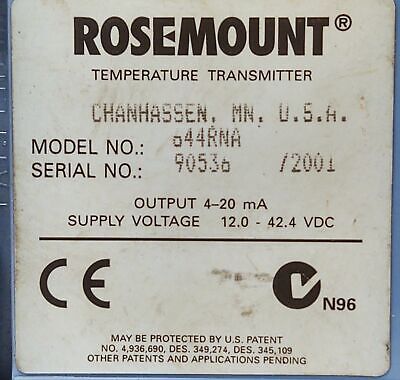 ROSEMOUNT®
TEMPERATURE TRANSMITTER
CHANHASSEN, MN. U.S.A.
MODEL NO.: 644RNA
SERIAL NO.: 90536 /2001
OUTPUT 4–20 mA
SUPPLY VOLTAGE 12.0 - 42.4 VDC
CE
N96
MAY BE PROTECTED BY U.S. PATENT
NO. 4,936,690, DES. 349,274, DES. 345,109
OTHER PATENTS AND APPLICATIONS PENDING